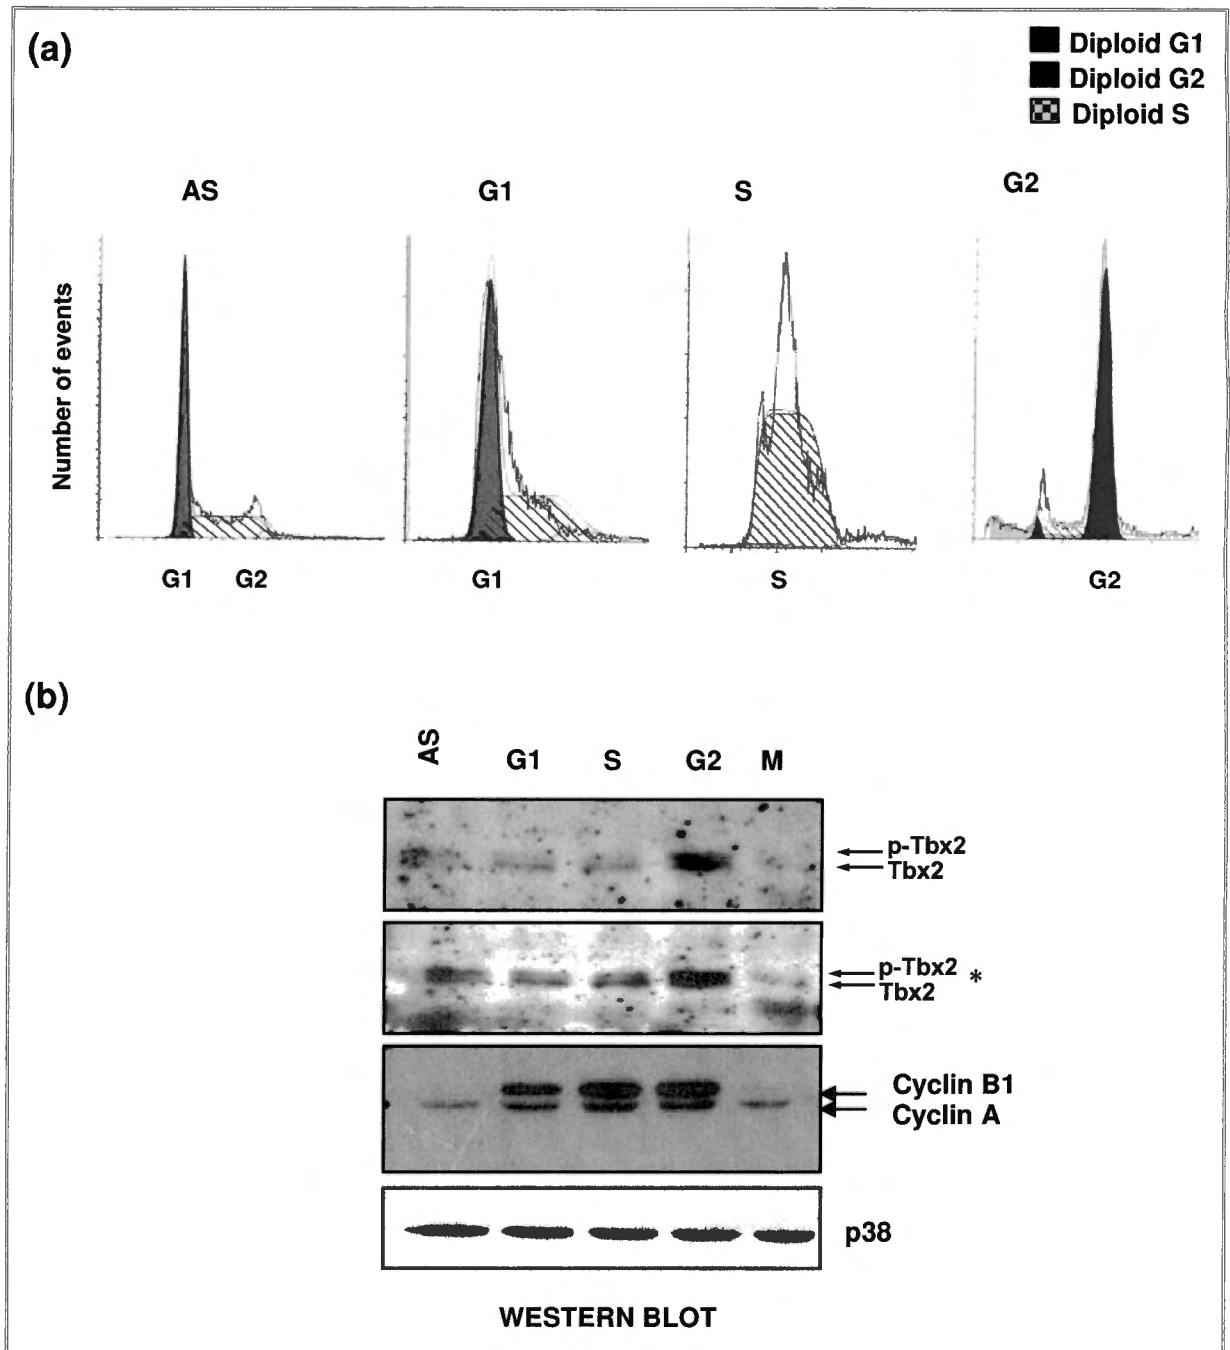 (a)
Diploid G1
Diploid G2
Diploid S
AS G1 S G2
Number of events
G1 G2 G1 S G2
(b)
AS G1 S G2 M
p-Tbx2
Tbx2
p-Tbx2 *
Tbx2
Cyclin B1
Cyclin A
p38
WESTERN BLOT